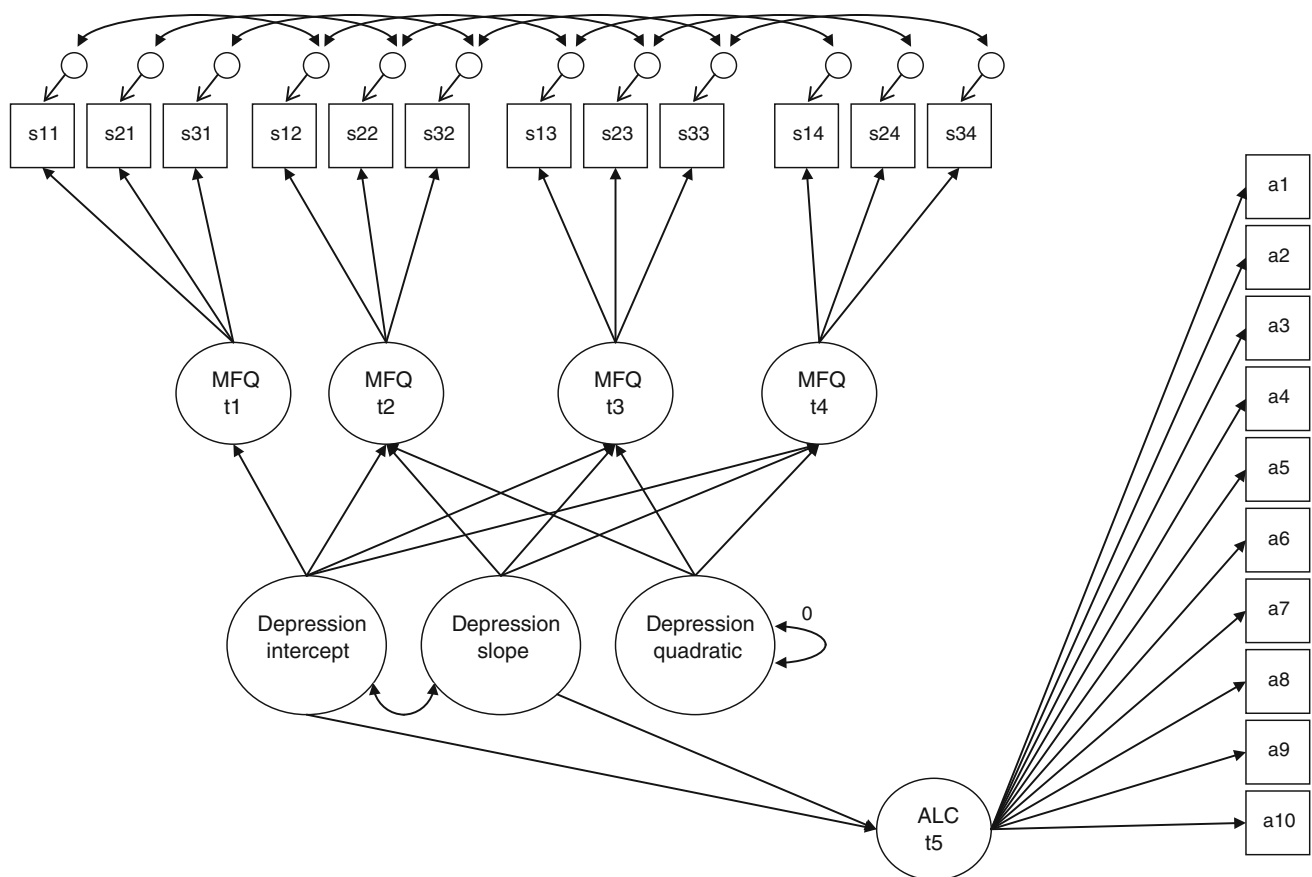 s11 s21 s31 s12 s22 s32 s13 s23 s33 s14 s24 s34
a1
a2
a3
a4
a5
a6
a7
a8
a9
a10
MFQ
t1
MFQ
t2
MFQ
t3
MFQ
t4
Depression
intercept
Depression
slope
Depression
quadratic
0
ALC
t5